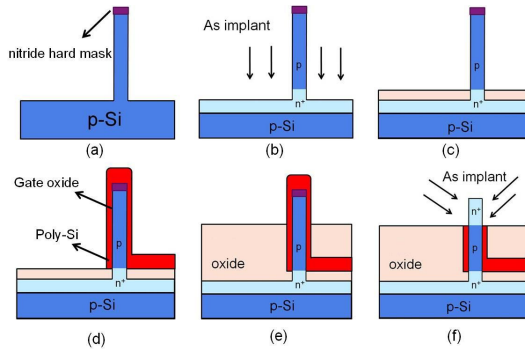 nitride hard mask
p-Si
(a)
As implant
p
n+
p-Si
(b)
p
n+
p-Si
(c)
Gate oxide
Poly-Si
p
n+
p-Si
(d)
oxide
p
n+
p-Si
(e)
As implant
n+
p
oxide
n+
p-Si
(f)